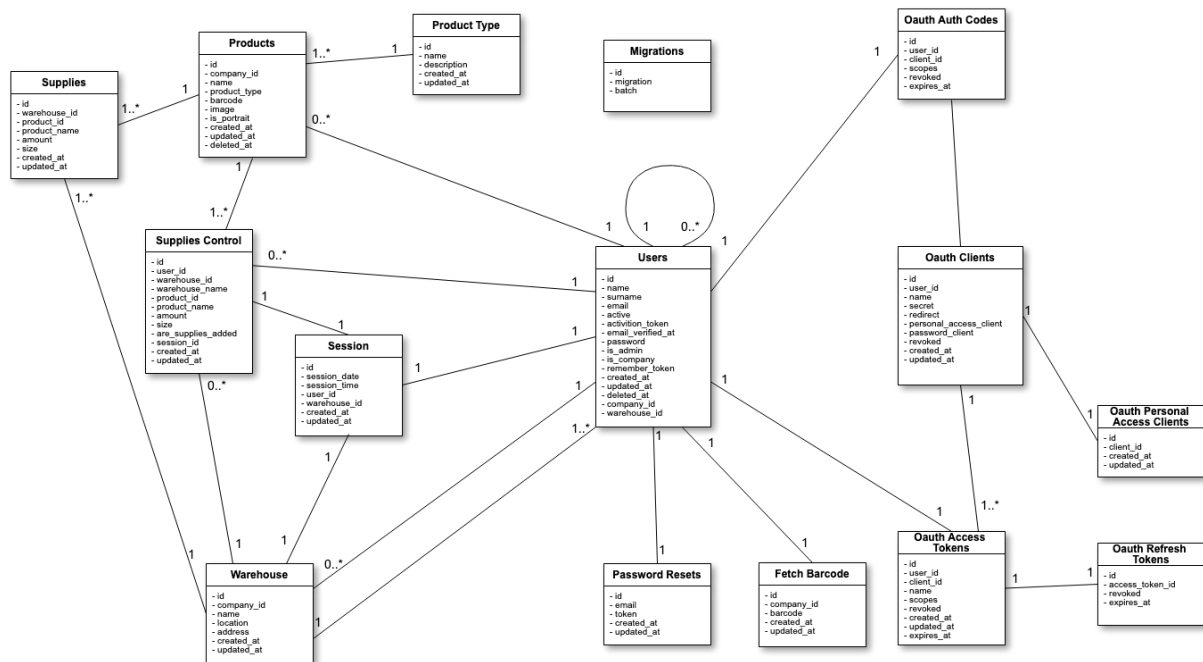 Product Type
- id
- name
- description
- created_at
- updated_at
Oauth Auth Codes
- id
- user_id
- client_id
- scopes
- revoked
- expires_at
Products
- id
- company_id
- name
- product_type
- barcode
- image
- is_portrait
- created_at
- updated_at
- deleted_at
Migrations
- id
- migration
- batch
Supplies
- id
- warehouse_id
- product_id
- product_name
- amount
- size
- created_at
- updated_at
1..*
1
1
1..*
1
0..*
1
1..*
1..*
1
0..*
1
1
Supplies Control
- id
- user_id
- warehouse_id
- warehouse_name
- product_id
- product_name
- amount
- size
- are_supplies_added
- session_id
- created_at
- updated_at
0..*
1
1
1
Users
- id
- name
- surname
- email
- active
- activition_token
- email_verified_at
- password
- is_admin
- is_company
- remember_token
- created_at
- updated_at
- deleted_at
- company_id
- warehouse_id
Oauth Clients
- id
- user_id
- name
- secret
- redirect
- personal_access_client
- password_client
- revoked
- created_at
- updated_at
Session
- id
- session_date
- session_time
- user_id
- warehouse_id
- created_at
- updated_at
1
1
1
1
0..*
1
1..*
1
1
1
1
1
Oauth Personal
Access Clients
- id
- client_id
- created_at
- updated_at
1
1
1
0..*
1
1
1
1
1..*
Warehouse
- id
- company_id
- name
- location
- address
- created_at
- updated_at
Password Resets
- id
- email
- token
- created_at
- updated_at
Fetch Barcode
- id
- company_id
- barcode
- created_at
- updated_at
Oauth Access
Tokens
- id
- user_id
- client_id
- name
- scopes
- revoked
- created_at
- updated_at
- expires_at
1
1
Oauth Refresh
Tokens
- id
- access_token_id
- revoked
- expires_at